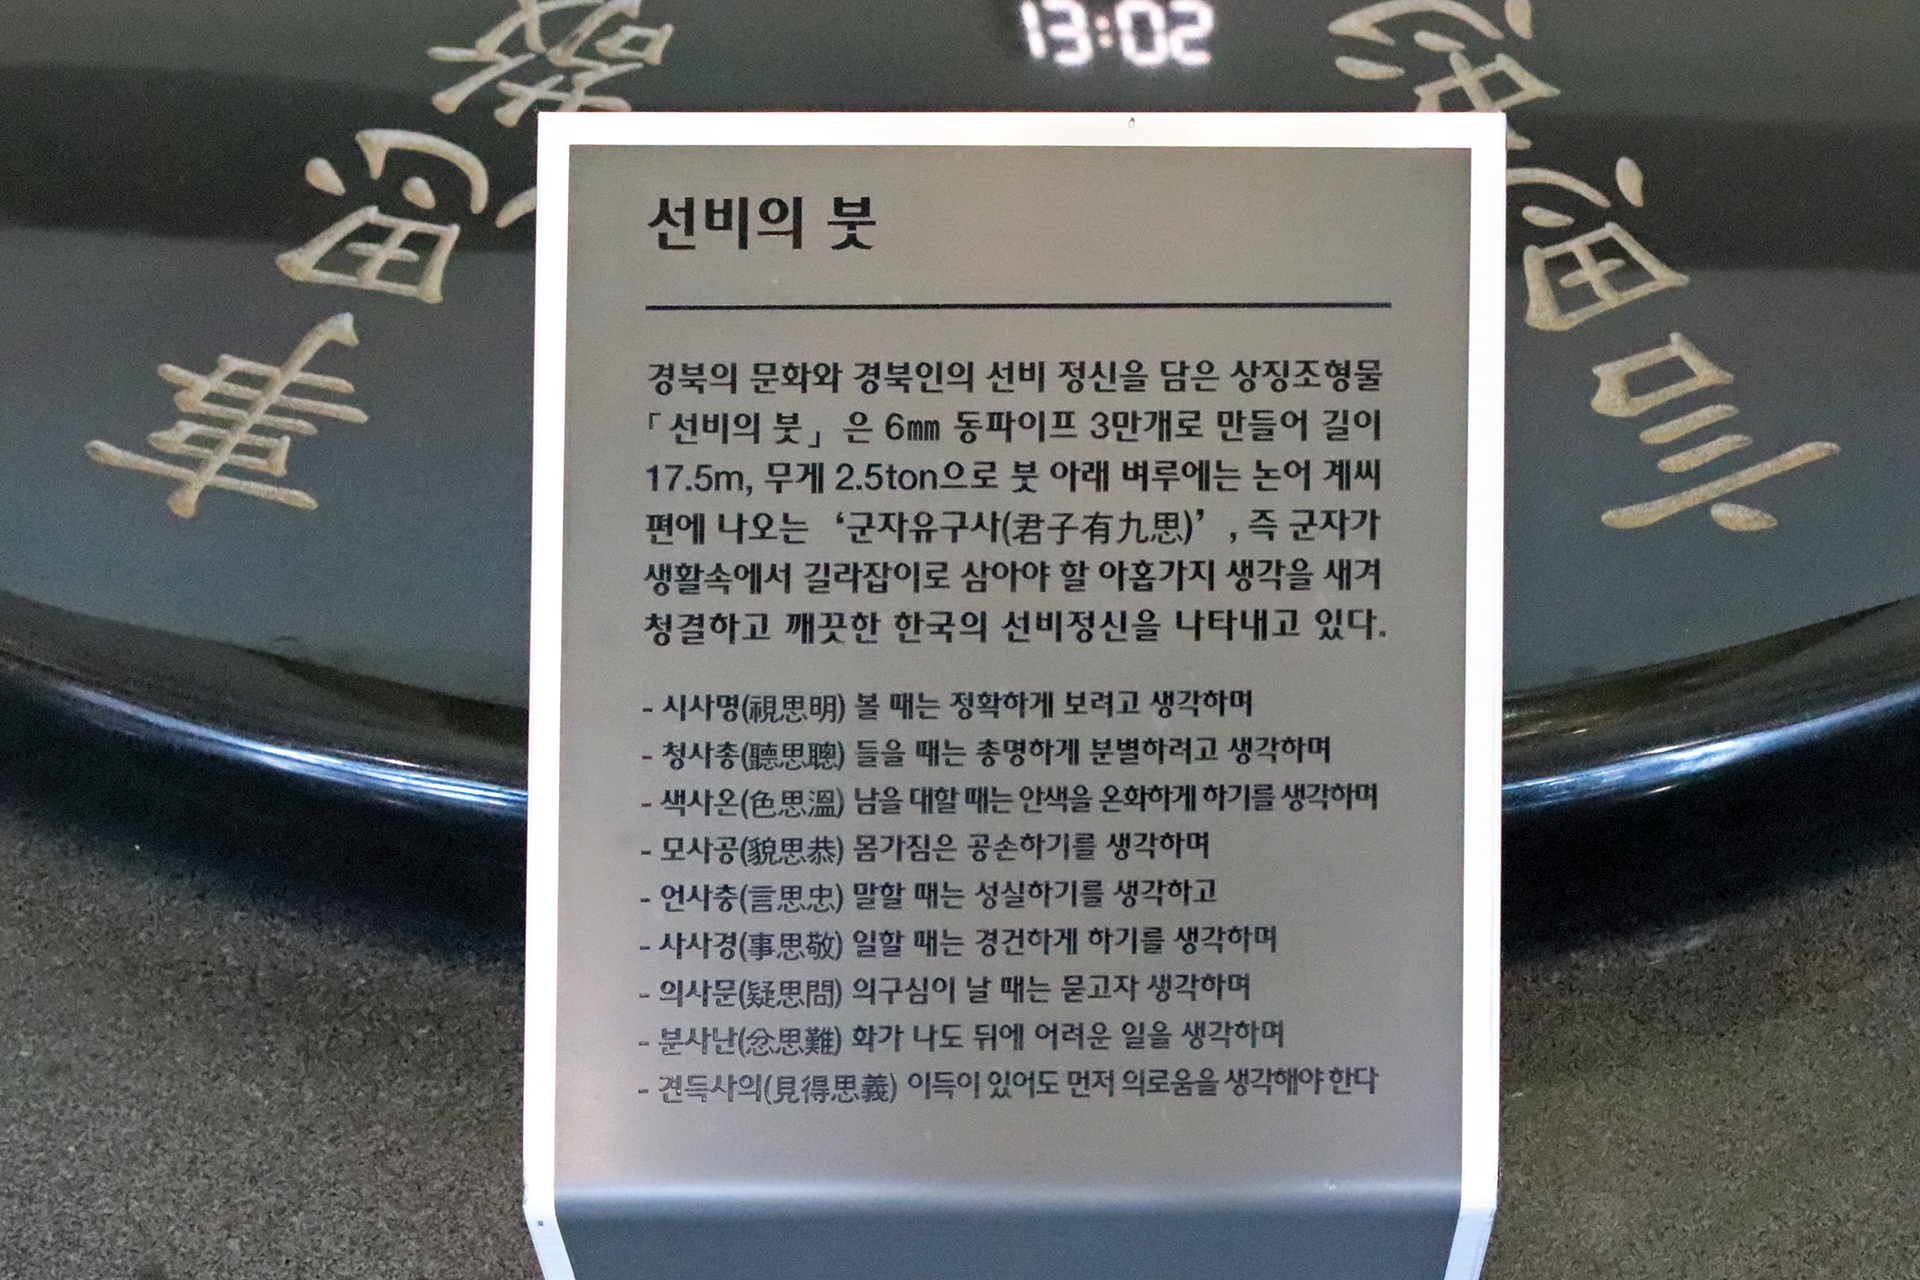 13:02
敬
思
事
忠
思
言
선비의 붓
경북의 문화와 경북인의 선비 정신을 담은 상징조형물
「선비의 붓」 은 6㎜ 동파이프 3만개로 만들어 길이
17.5m, 무게 2.5ton으로 붓 아래 벼루에는 논어 계씨
편에 나오는 ‘군자유구사(君子有九思)’, 즉 군자가
생활속에서 길라잡이로 삼아야 할 아홉가지 생각을 새겨
청결하고 깨끗한 한국의 선비정신을 나타내고 있다.
- 시사명(視思明) 볼 때는 정확하게 보려고 생각하며
- 청사총(聽思聰) 들을 때는 총명하게 분별하려고 생각하며
- 색사온(色思溫) 남을 대할 때는 안색을 온화하게 하기를 생각하며
- 모사공(貌思恭) 몸가짐은 공손하기를 생각하며
- 언사충(言思忠) 말할 때는 성실하기를 생각하고
- 사사경(事思敬) 일할 때는 경건하게 하기를 생각하며
- 의사문(疑思問) 의구심이 날 때는 묻고자 생각하며
- 분사난(忿思難) 화가 나도 뒤에 어려운 일을 생각하며
- 견득사의(見得思義) 이득이 있어도 먼저 의로움을 생각해야 한다